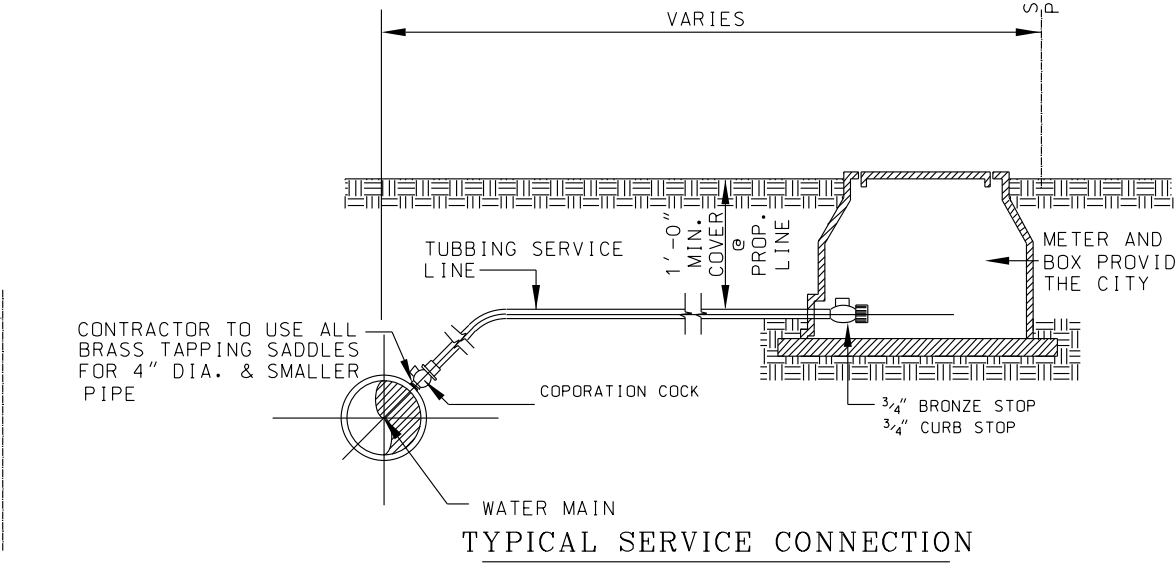 VARIES
S
P
TUBBING SERVICE
LINE
1'-0"
MIN.
COVER
@
PROP.
LINE
METER AND
BOX PROVID
THE CITY
CONTRACTOR TO USE ALL
BRASS TAPPING SADDLES
FOR 4" DIA. & SMALLER
PIPE
COPORATION COCK
3/4" BRONZE STOP
3/4" CURB STOP
WATER MAIN
TYPICAL SERVICE CONNECTION